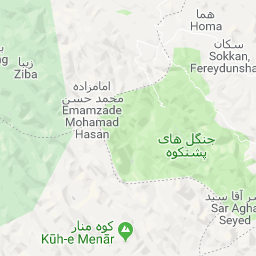 هما
Homa
سکان
Sokkan,
Fereydunsha
زیبا
Ziba
امامزاده
محمد حسن
Emamzade
Mohamad
Hasan
جنگل های
پشتکوه
کوه منار
Kūh-e Menār
سر آقا سید
Sar Agha
Seyed